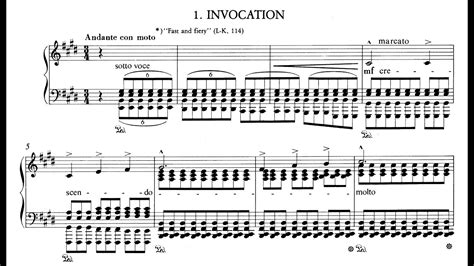 1. INVOCATION
Andante con moto
*) "Fast and fiery" (L-K, 114)
marcato
sotto voce
mf cre -
6
6
5
scen - - - - do - - - - molto